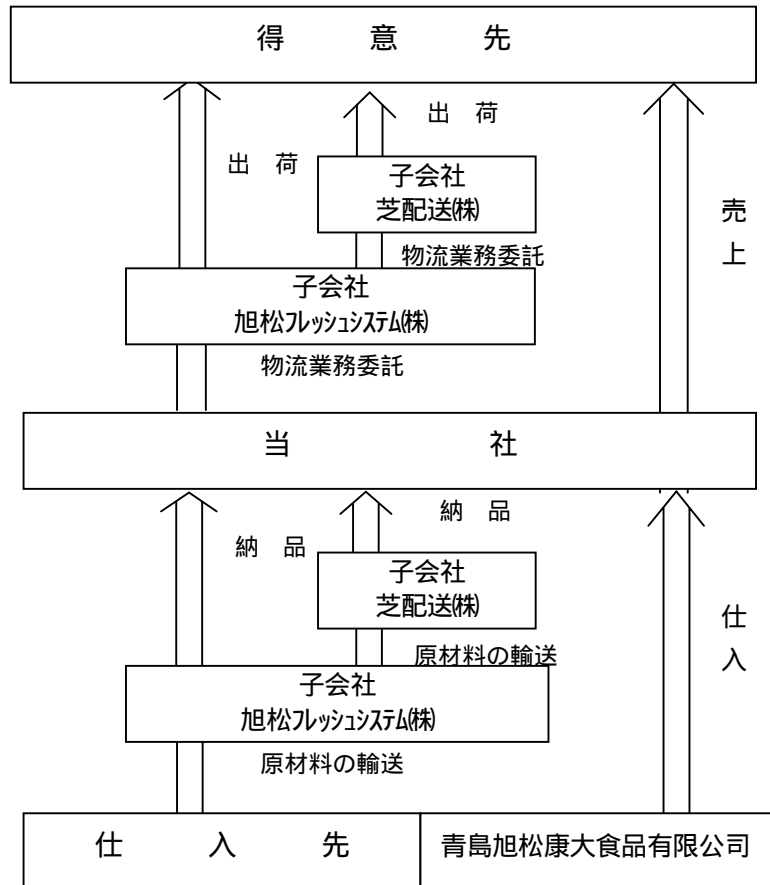 得　意　先
出　荷
出　荷
子会社
芝配送㈱
売
上
物流業務委託
子会社
旭松ﾌﾚｯｼｭｼｽﾃﾑ㈱
物流業務委託
当　社
納　品
納　品
子会社
芝配送㈱
仕
入
原材料の輸送
子会社
旭松ﾌﾚｯｼｭｼｽﾃﾑ㈱
原材料の輸送
仕　入　先
青島旭松康大食品有限公司